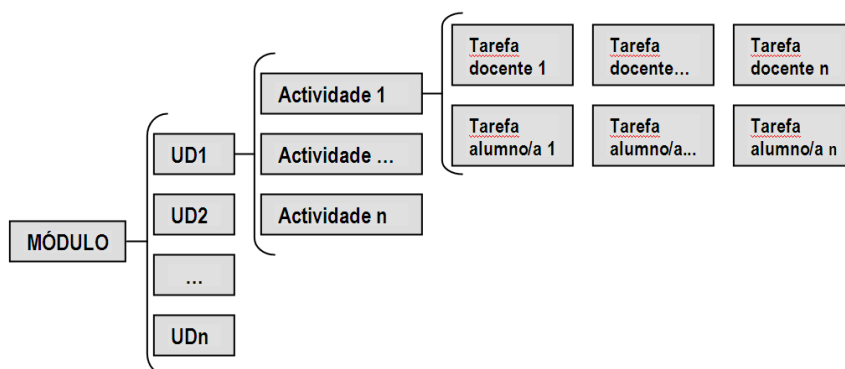 MÓDULO
UD1
UD2
...
UDn
Actividade 1
Actividade ...
Actividade n
Tarefa
docente 1
Tarefa
docente...
Tarefa
docente n
Tarefa
alumno/a 1
Tarefa
alumno/a...
Tarefa
alumno/a n